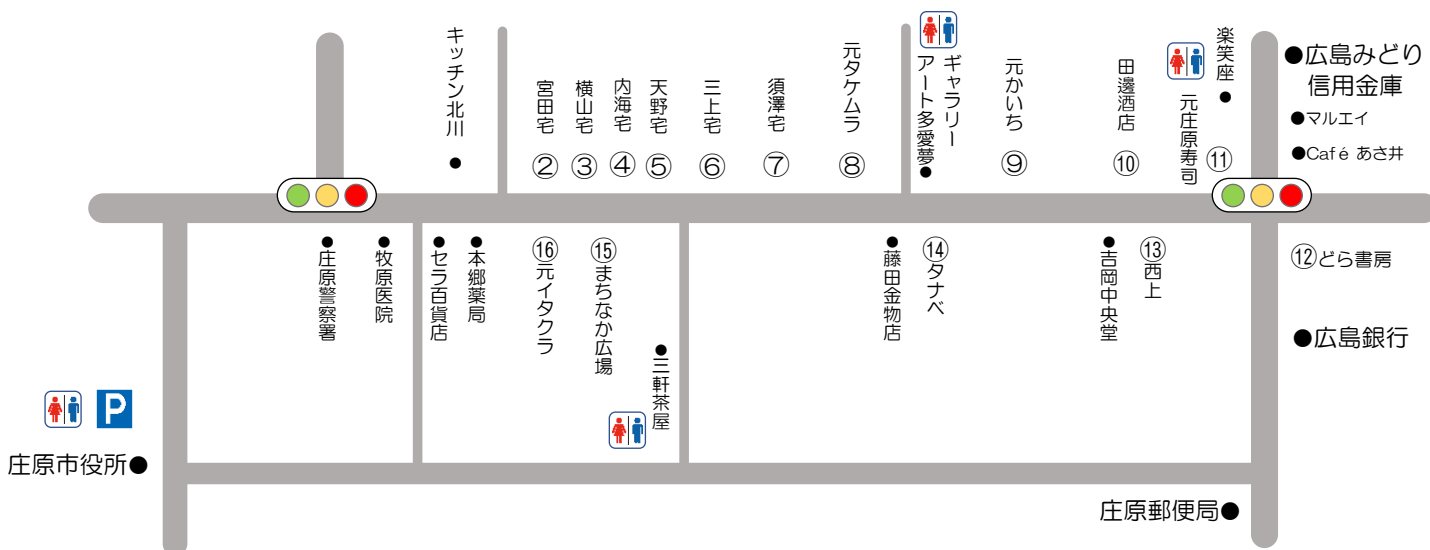 キッチン北川
宮田宅
②
横山宅
③
内海宅
④
天野宅
⑤
三上宅
⑥
須澤宅
⑦
元タケムラ
⑧
ギャラリー
アート多愛夢
元かいち
⑨
田邊酒店
⑩
元庄原寿司
楽笑座
⑪
広島みどり
信用金庫
マルエイ
Café あさ井
庄原警察署
牧原医院
セラ百貨店
本郷薬局
⑯元イタクラ
⑮まちなか広場
三軒茶屋
藤田金物店
⑭タナベ
吉岡中央堂
⑬西上
⑫どら書房
広島銀行
P
庄原市役所
庄原郵便局